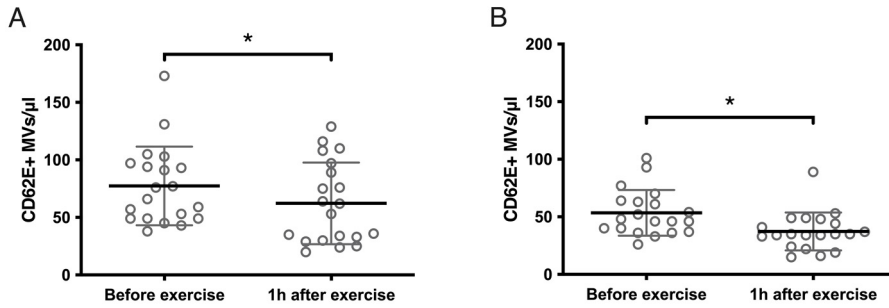 A
CD62E+ MVs/μl
200
150
100
50
0
*
Before exercise
1h after exercise
B
CD62E+ MVs/μl
200
150
100
50
0
*
Before exercise
1h after exercise